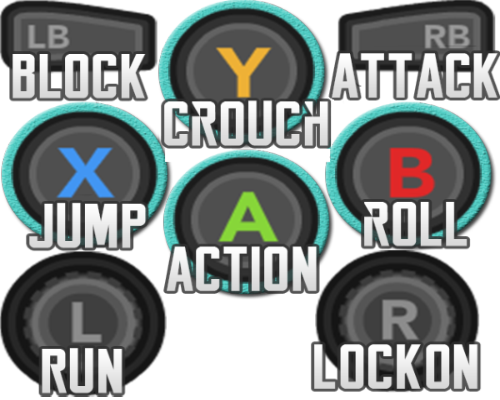 LB
BLOCK
Y
CROUCH
RB
ATTACK
X
JUMP
A
ACTION
B
ROLL
L
RUN
R
LOCKON